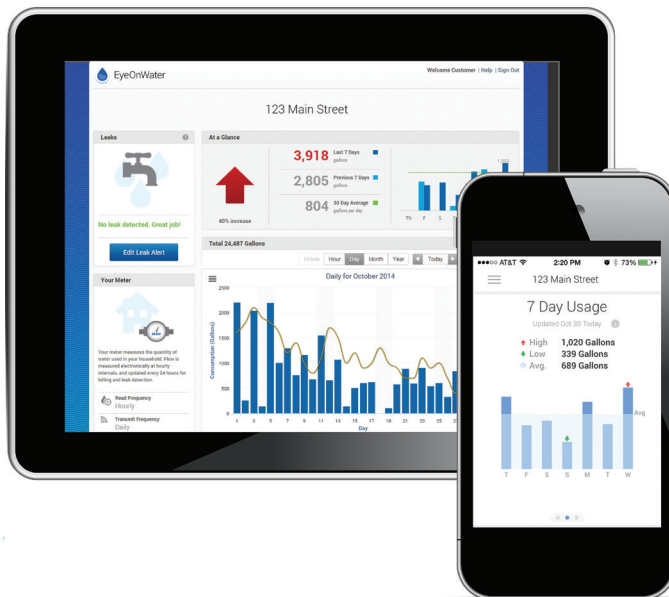 EyeOnWater
Welcome Customer | Help | Sign Out
123 Main Street
Leaks
No leak detected. Great job!
Edit Leak Alert
Your Meter
Your meter measures the quantity of
water used in your household. Flow is
measured electronically at hourly
intervals, and updated every 24 hours for
billing and leak detection.
Read Frequency
Hourly
Transmit Frequency
Daily
At a Glance
40% increase
3,918 Last 7 Days
gallons
2,805 Previous 7 Days
gallons
804 30 Day Average
gallons per day
Th F S
Total 24,487 Gallons
Hour Day Month Year Today
Daily for October 2014
Consumption (Gallons)
2500
2000
1500
1000
500
0
1 3 5 7 9 11 13 15 17 19 21 23 25
Day
AT&T 2:20 PM 73%
123 Main Street
7 Day Usage
Updated Oct 30 Today
High 1,020 Gallons
Low 339 Gallons
Avg. 689 Gallons
Avg
T F S S M T W